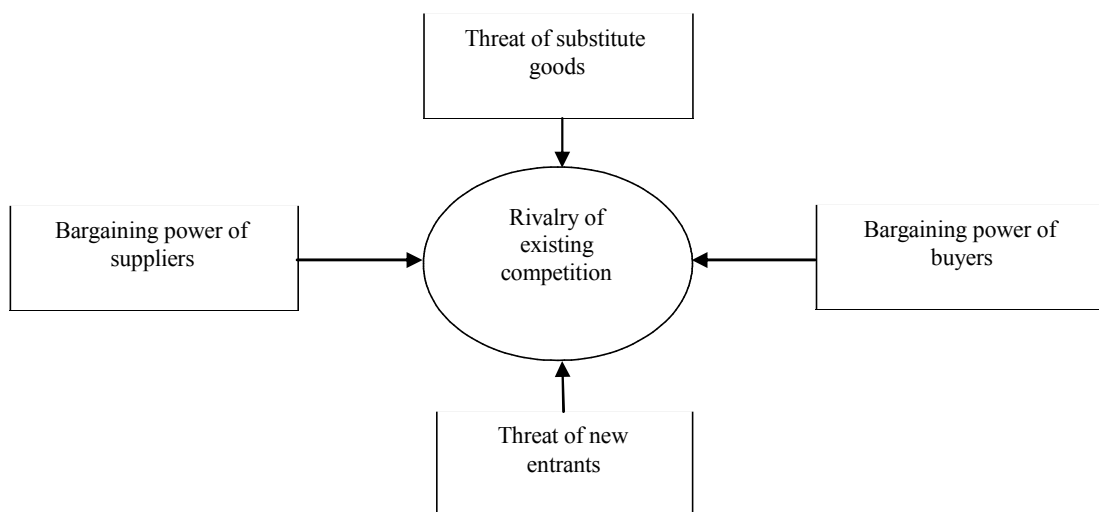 Threat of substitute
goods
Bargaining power of
suppliers
Rivalry of
existing
competition
Bargaining power of
buyers
Threat of new
entrants